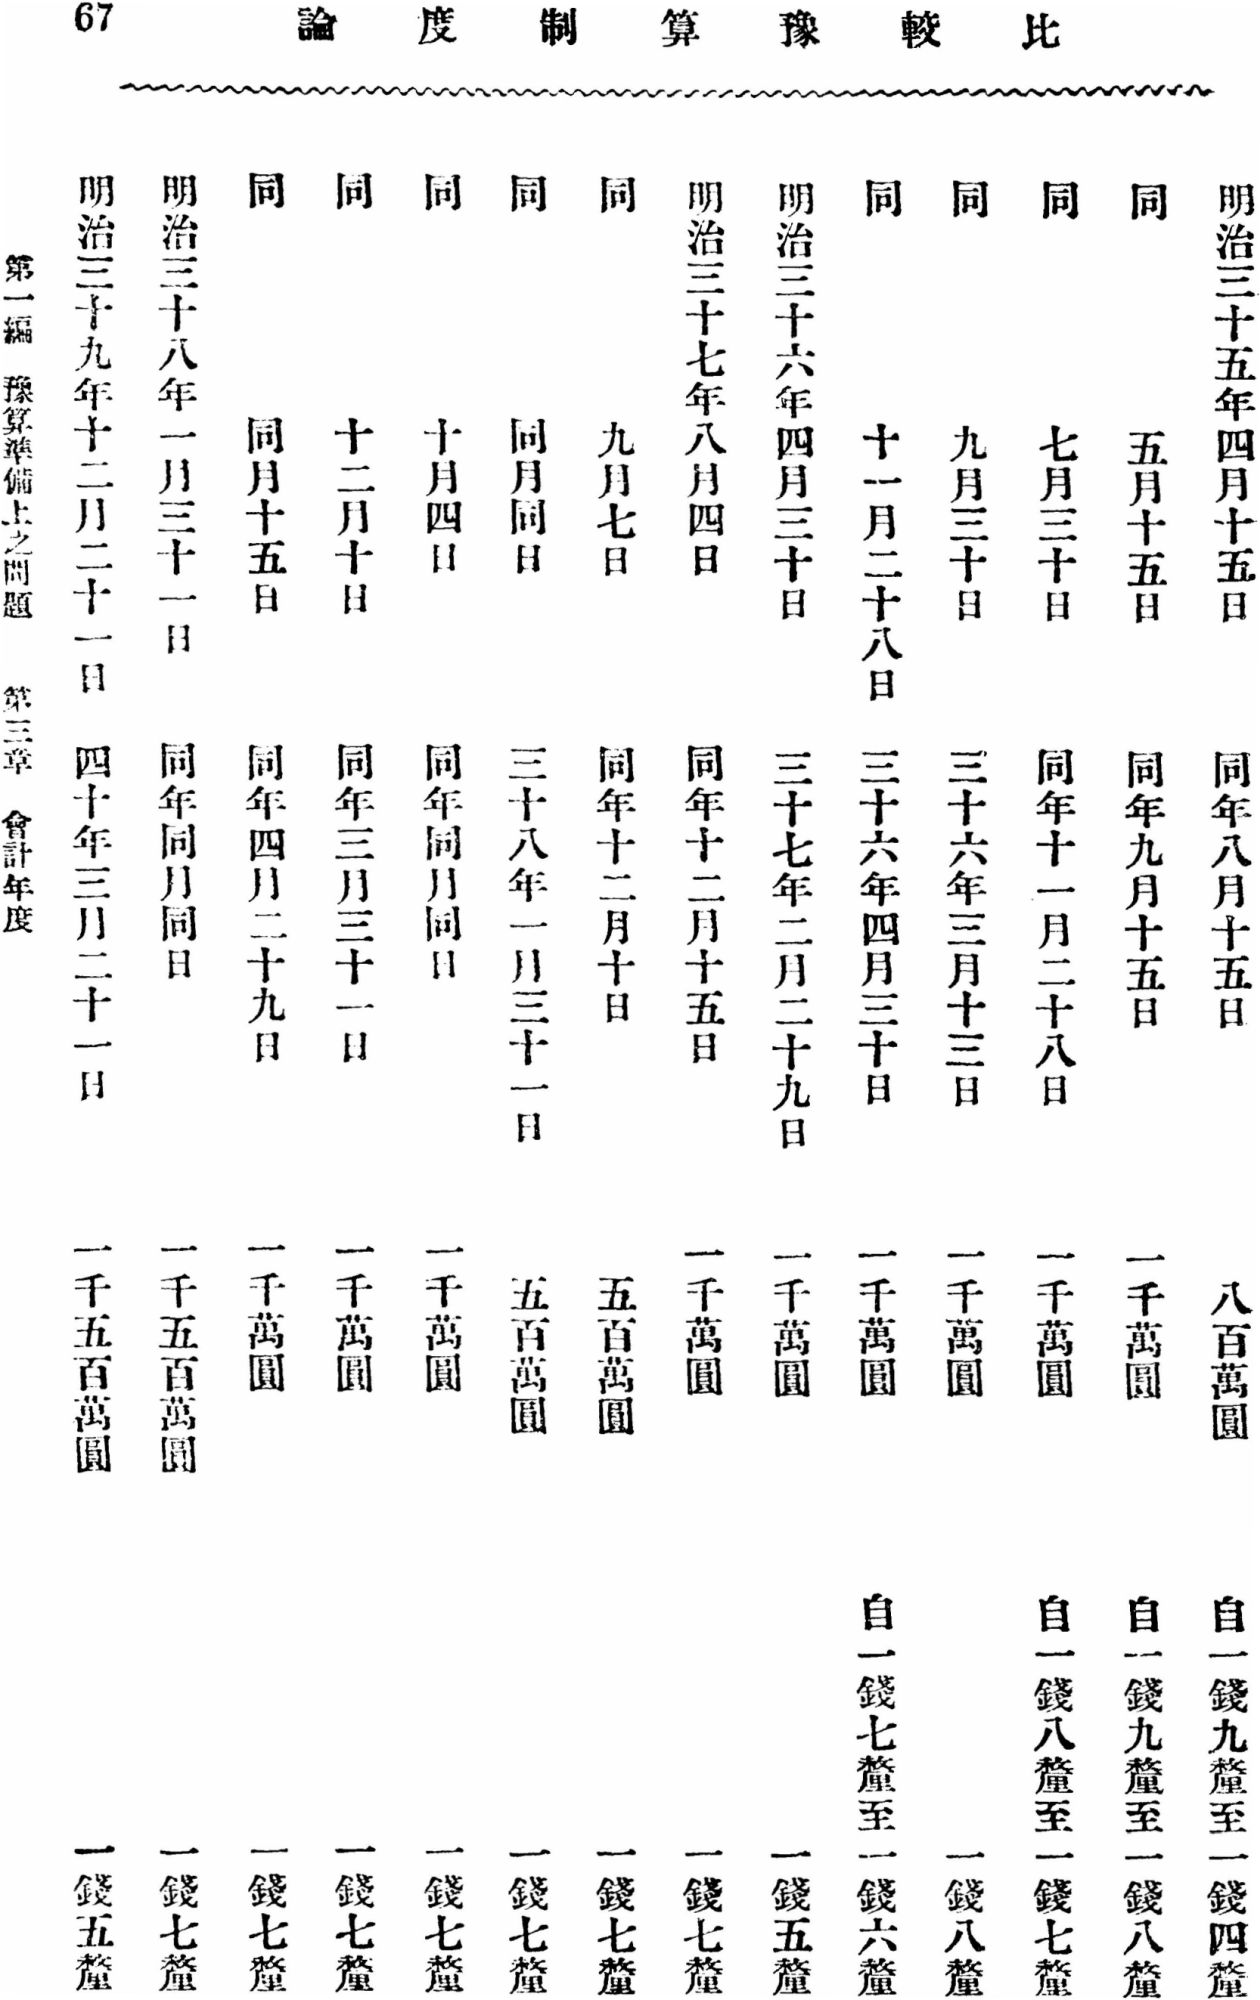 67
比較豫算制度論
明治三十五年四月十五日　同年八月十五日　八百萬圓　自一錢九釐至一錢四釐
同　五月十五日　同年九月十五日　一千萬圓　自一錢九釐至一錢八釐
同　七月三十日　同年十一月二十八日　一千萬圓　自一錢八釐至一錢七釐
同　九月三十日　三十六年三月十三日　一千萬圓　一錢八釐
同　十一月二十八日　三十六年四月三十日　一千萬圓　自一錢七釐至一錢六釐
明治三十六年四月三十日　三十七年二月二十九日　一千萬圓　一錢五釐
明治三十七年八月四日　同年十二月十五日　一千萬圓　一錢七釐
同　九月七日　同年十二月十日　五百萬圓　一錢七釐
同　同月同日　三十八年一月三十一日　五百萬圓　一錢七釐
同　十月四日　同年同月同日　一千萬圓　一錢七釐
同　十二月十日　同年三月三十一日　一千萬圓　一錢七釐
同　同月十五日　同年四月二十九日　一千萬圓　一錢七釐
明治三十八年一月三十一日　同年同月同日　一千五百萬圓　一錢七釐
明治三十九年十二月二十一日　四十年三月二十一日　一千五百萬圓　一錢五釐
第一編　豫算準備上之問題　第三章　會計年度